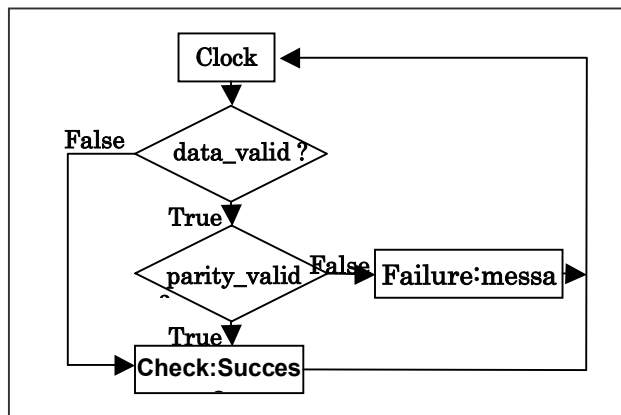 Clock
False
data_valid ?
True
parity_valid
False
Failure:messa
True
Check:Succes